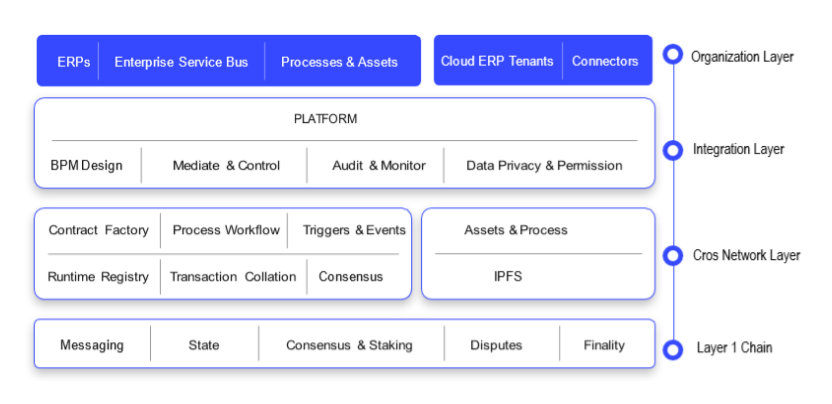 ERPs Enterprise Service Bus Processes & Assets Cloud ERP Tenants Connectors Organization Layer
PLATFORM
BPM Design Mediate & Control Audit & Monitor Data Privacy & Permission Integration Layer
Contract Factory Process Workflow Triggers & Events Assets & Process
Runtime Registry Transaction Collation Consensus IPFS Cros Network Layer
Messaging State Consensus & Staking Disputes Finality Layer 1 Chain